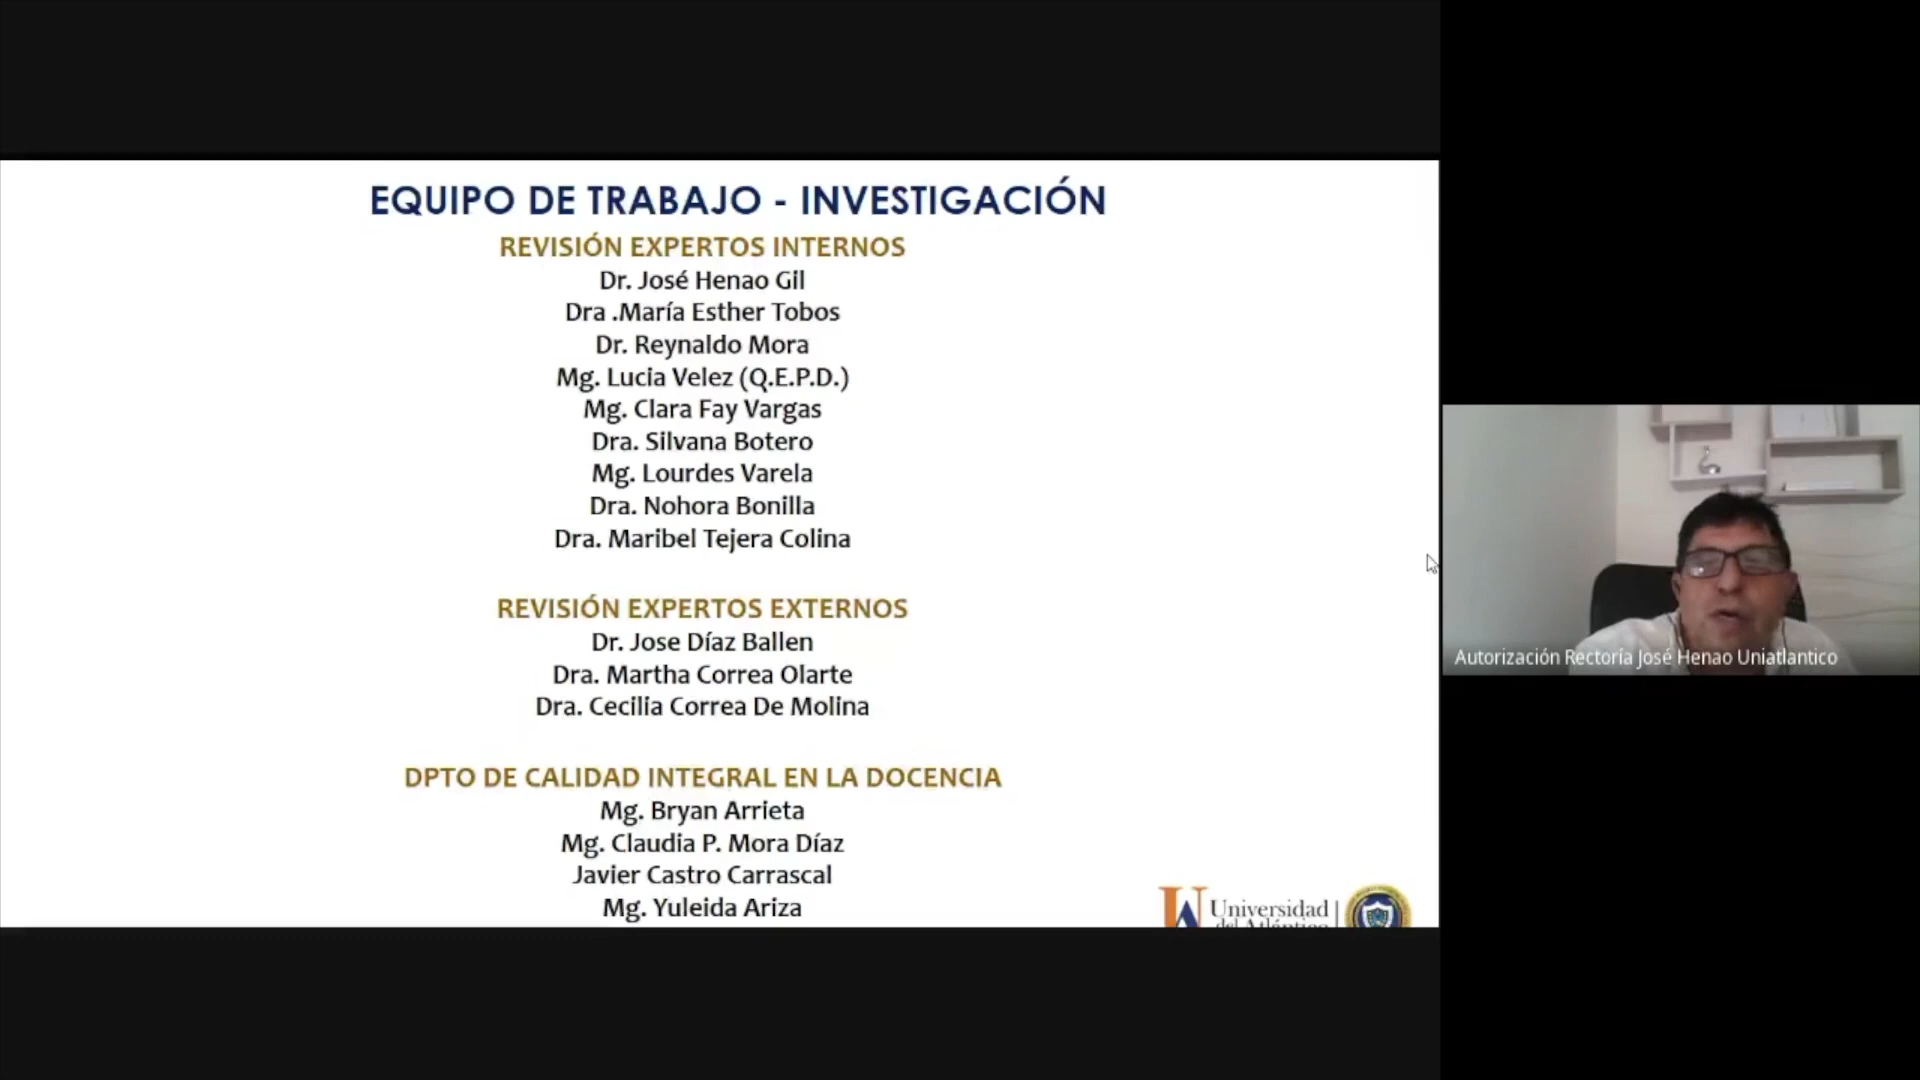 EQUIPO DE TRABAJO - INVESTIGACIÓN
REVISIÓN EXPERTOS INTERNOS
Dr. José Henao Gil
Dra .María Esther Tobos
Dr. Reynaldo Mora
Mg. Lucia Velez (Q.E.P.D.)
Mg. Clara Fay Vargas
Dra. Silvana Botero
Mg. Lourdes Varela
Dra. Nohora Bonilla
Dra. Maribel Tejera Colina
REVISIÓN EXPERTOS EXTERNOS
Dr. Jose Díaz Ballen
Dra. Martha Correa Olarte
Dra. Cecilia Correa De Molina
DPTO DE CALIDAD INTEGRAL EN LA DOCENCIA
Mg. Bryan Arrieta
Mg. Claudia P. Mora Díaz
Javier Castro Carrascal
Mg. Yuleida Ariza
Universidad
del Atlántico
Autorización Rectoría José Henao Uniatlantico